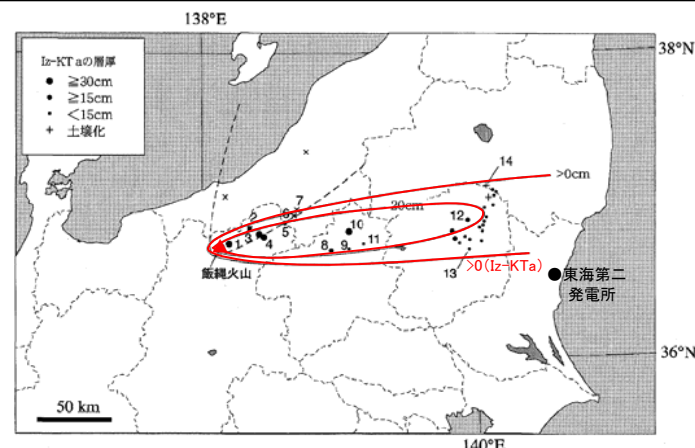 138°E
Iz-KTaの層厚
● ≧30cm
● ≧15cm
・ <15cm
+ 土壌化
38°N
14
>0cm
7
20cm
6
2
12
5
10
1
3
4
8
9
11
飯縄火山
>0(Iz-KTa)
13
東海第二
発電所
36°N
50 km
140°E